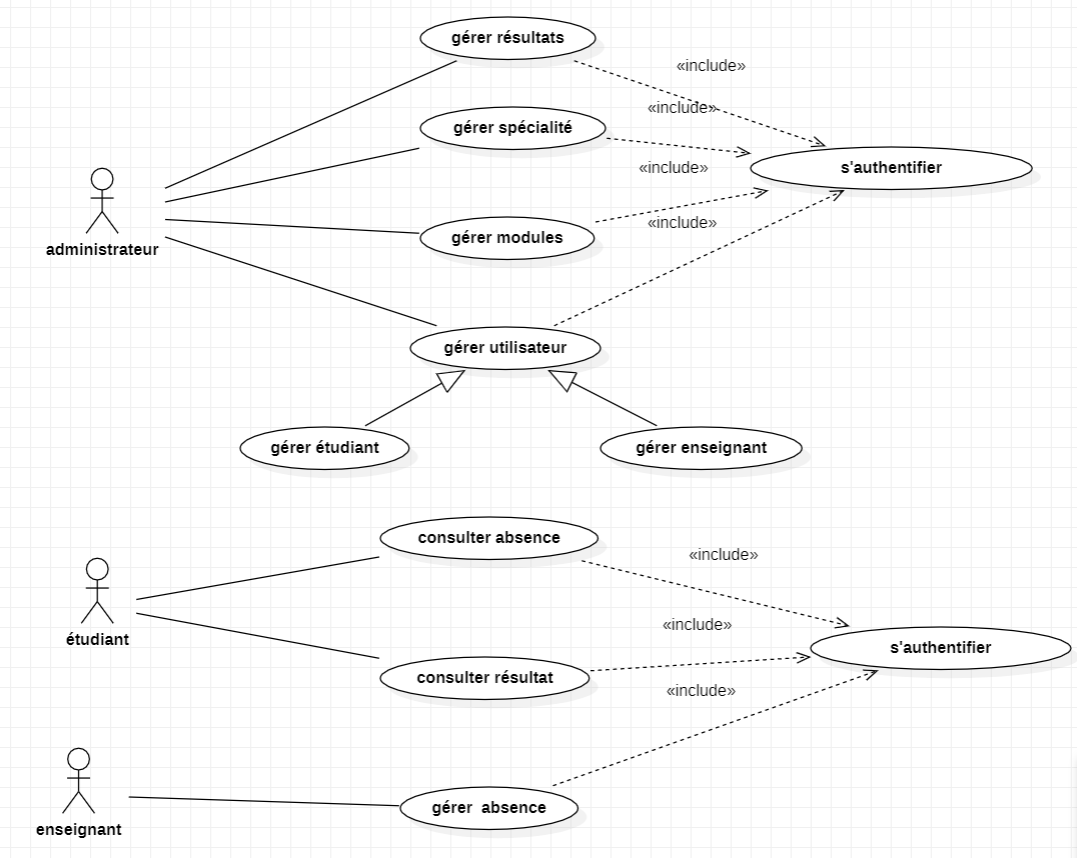 gérer résultats
«include»
«include»
gérer spécialité
«include»
s'authentifier
«include»
gérer modules
administrateur
gérer utilisateur
gérer étudiant
gérer enseignant
consulter absence
«include»
étudiant
«include»
s'authentifier
consulter résultat
«include»
gérer  absence
enseignant